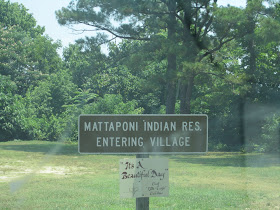 MATTAPONI INDIAN RES.
ENTERING VILLAGE
"It's A
Beautiful Day"